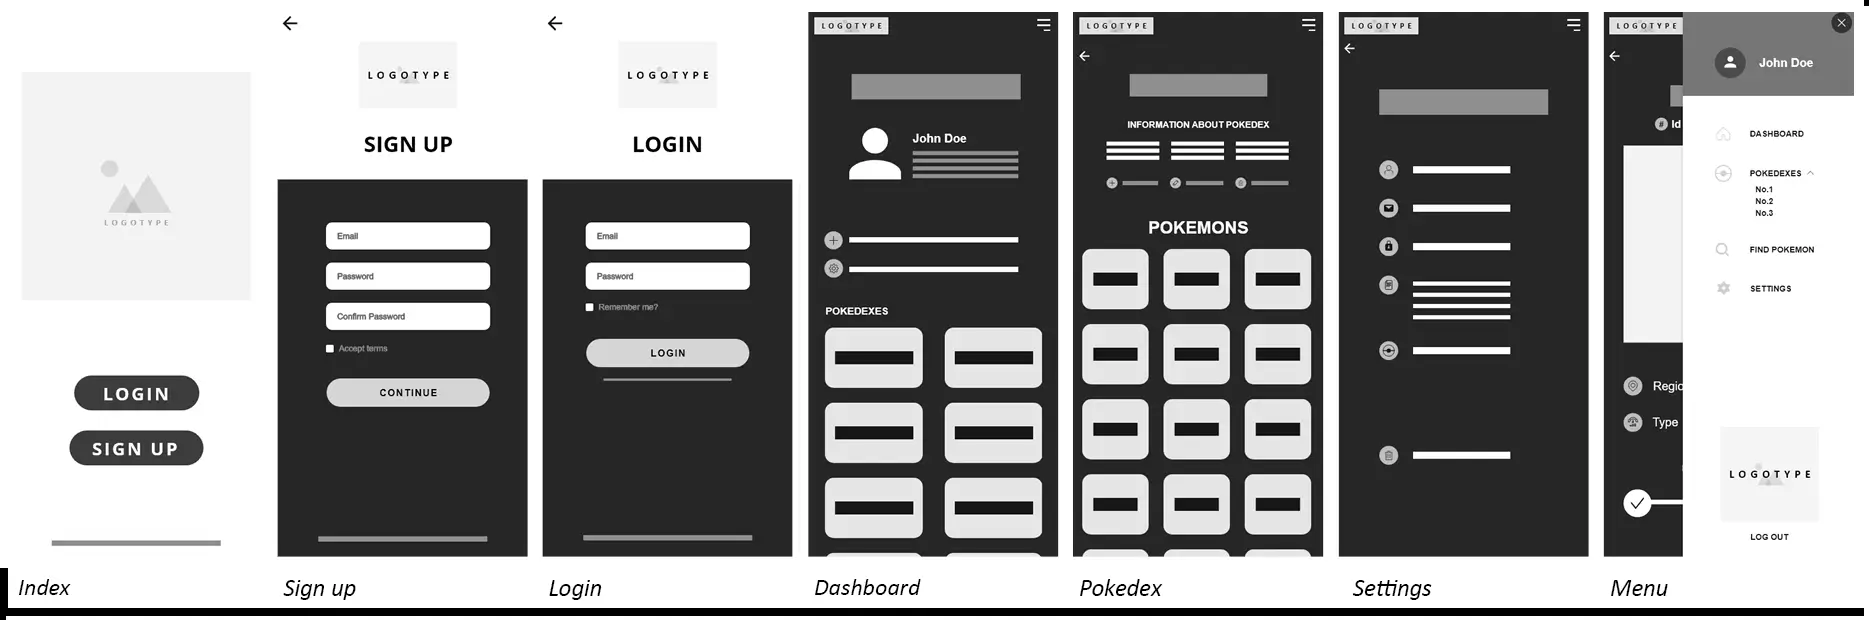 LOGOTYPE
LOGIN
SIGN UP
Index
LOGOTYPE
SIGN UP
Email
Password
Confirm Password
Accept terms
CONTINUE
Sign up
LOGOTYPE
LOGIN
Email
Password
Remember me?
LOGIN
Login
LOGOTYPE
John Doe
POKEDEXES
Dashboard
LOGOTYPE
INFORMATION ABOUT POKEDEX
POKEMONS
Pokedex
LOGOTYPE
Settings
LOGOTYPE
# Id
Regio
Type
John Doe
DASHBOARD
POKEDEXES
No.1
No.2
No.3
FIND POKEMON
SETTINGS
LOGOTYPE
LOG OUT
Menu